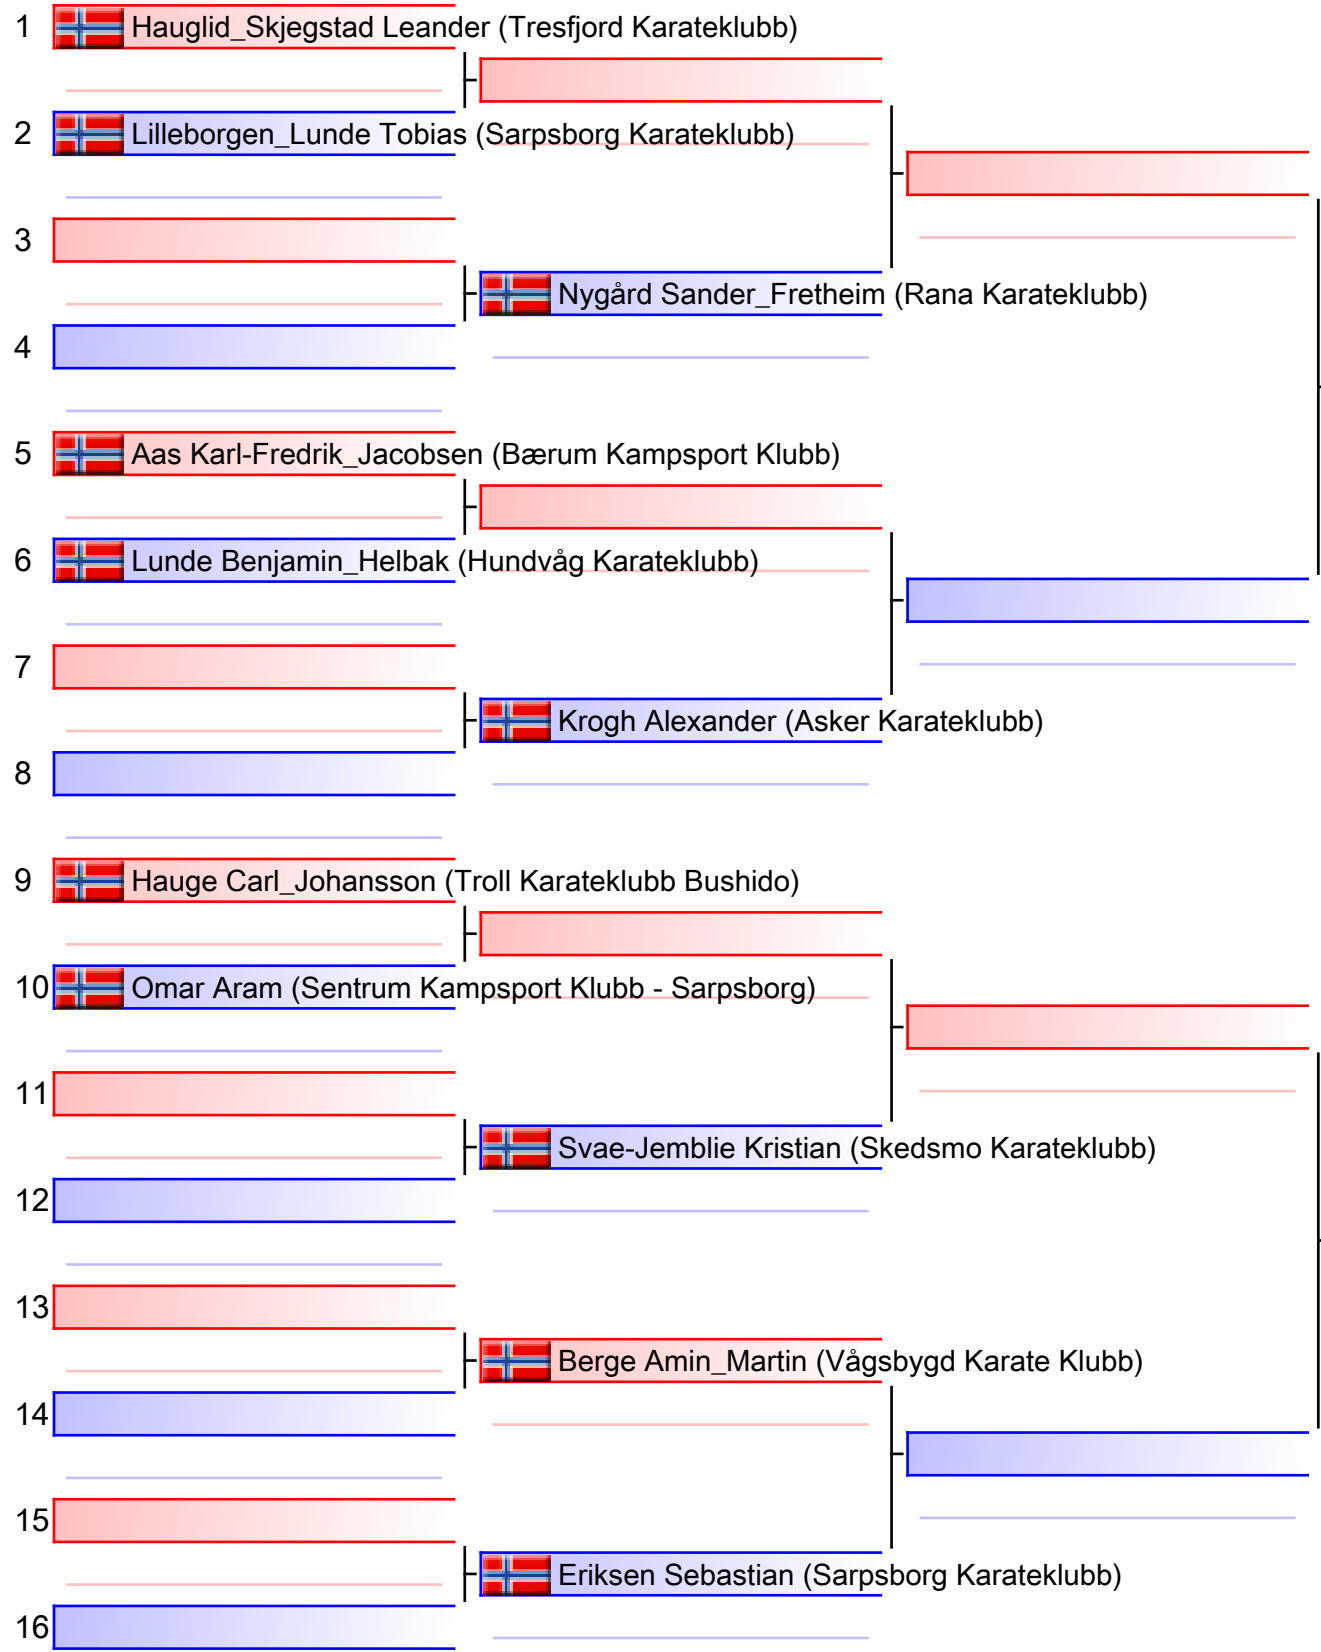 1 Hauglid_Skjegstad Leander (Tresfjord Karateklubb)
2 Lilleborgen_Lunde Tobias (Sarpsborg Karateklubb)
3
Nygård Sander_Fretheim (Rana Karateklubb)
4
5 Aas Karl-Fredrik_Jacobsen (Bærum Kampsport Klubb)
6 Lunde Benjamin_Helbak (Hundvåg Karateklubb)
7
Krogh Alexander (Asker Karateklubb)
8
9 Hauge Carl_Johansson (Troll Karateklubb Bushido)
10 Omar Aram (Sentrum Kampsport Klubb - Sarpsborg)
11
Svae-Jemblie Kristian (Skedsmo Karateklubb)
12
13
Berge Amin_Martin (Vågsbygd Karate Klubb)
14
15
Eriksen Sebastian (Sarpsborg Karateklubb)
16